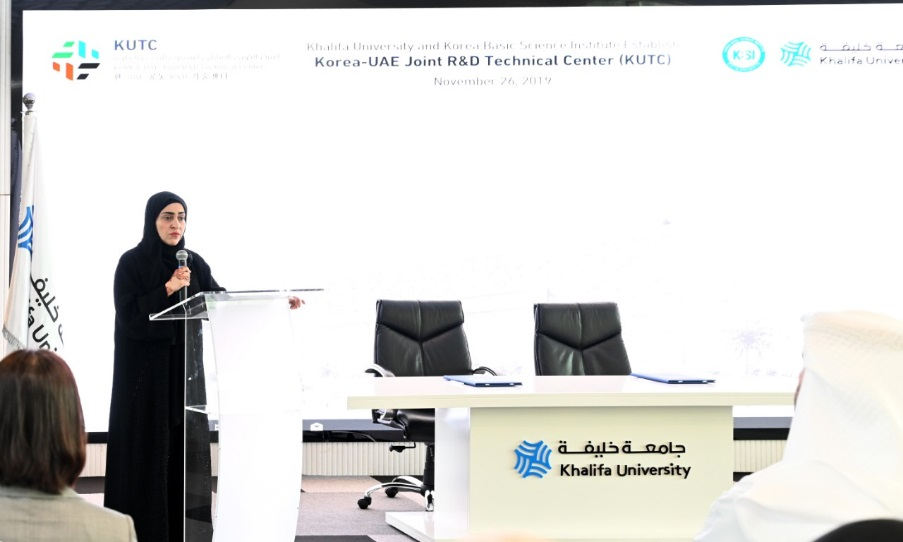 KUTC
Khalifa University and Korea Basic Science Institute Establish
Korea-UAE Joint R&D Technical Center (KUTC)
November 26, 2019
KBSI
جامعة خليفة
Khalifa Univer
جامعة خليفة
Khalifa University